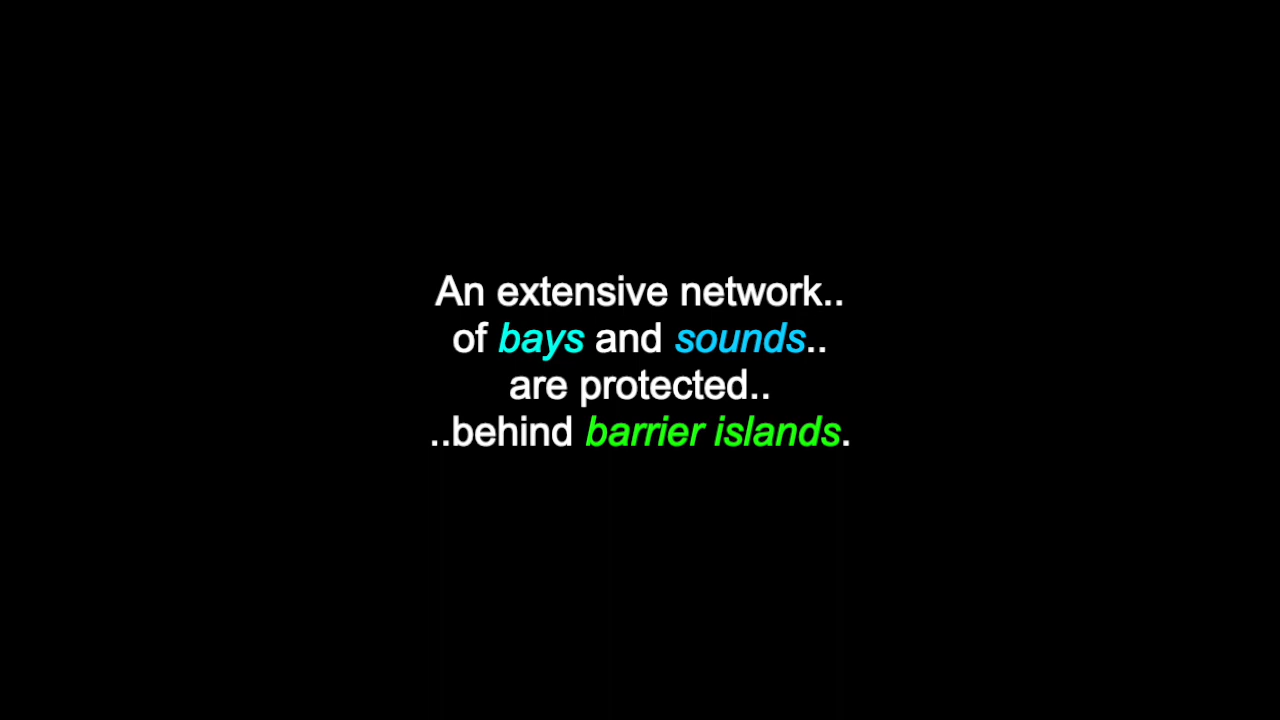 An extensive network..
of bays and sounds..
are protected..
..behind barrier islands.